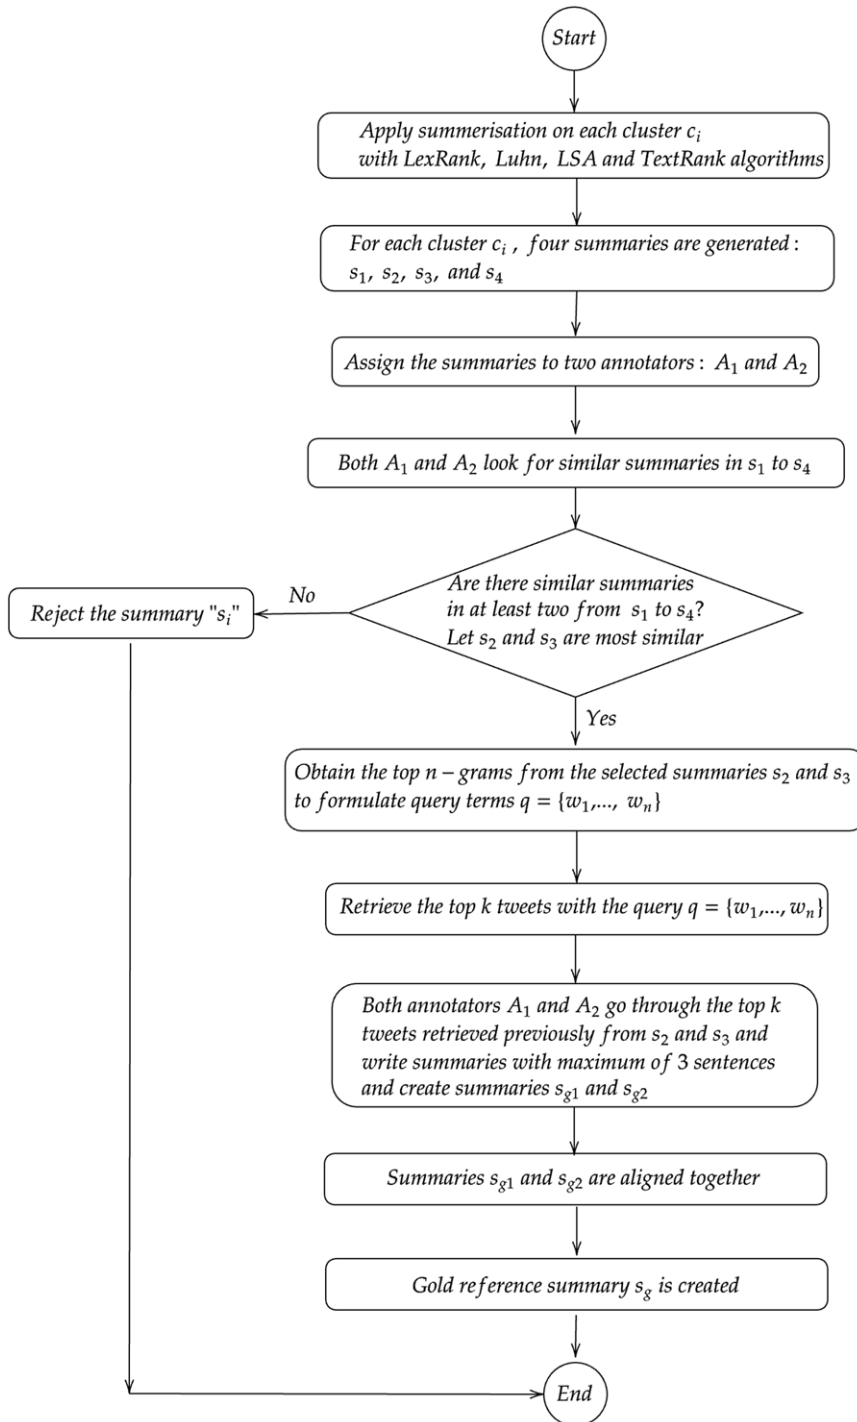 Start
Apply summerisation on each cluster c_i
with LexRank, Luhn, LSA and TextRank algorithms
For each cluster c_i , four summaries are generated :
s_1, s_2, s_3, and s_4
Assign the summaries to two annotators : A_1 and A_2
Both A_1 and A_2 look for similar summaries in s_1 to s_4
Are there similar summaries
in at least two from s_1 to s_4?
Let s_2 and s_3 are most similar
No
Reject the summary "s_i"
Yes
Obtain the top n − grams from the selected summaries s_2 and s_3
to formulate query terms q = {w_1,..., w_n}
Retrieve the top k tweets with the query q = {w_1,..., w_n}
Both annotators A_1 and A_2 go through the top k
tweets retrieved previously from s_2 and s_3 and
write summaries with maximum of 3 sentences
and create summaries s_g1 and s_g2
Summaries s_g1 and s_g2 are aligned together
Gold reference summary s_g is created
End